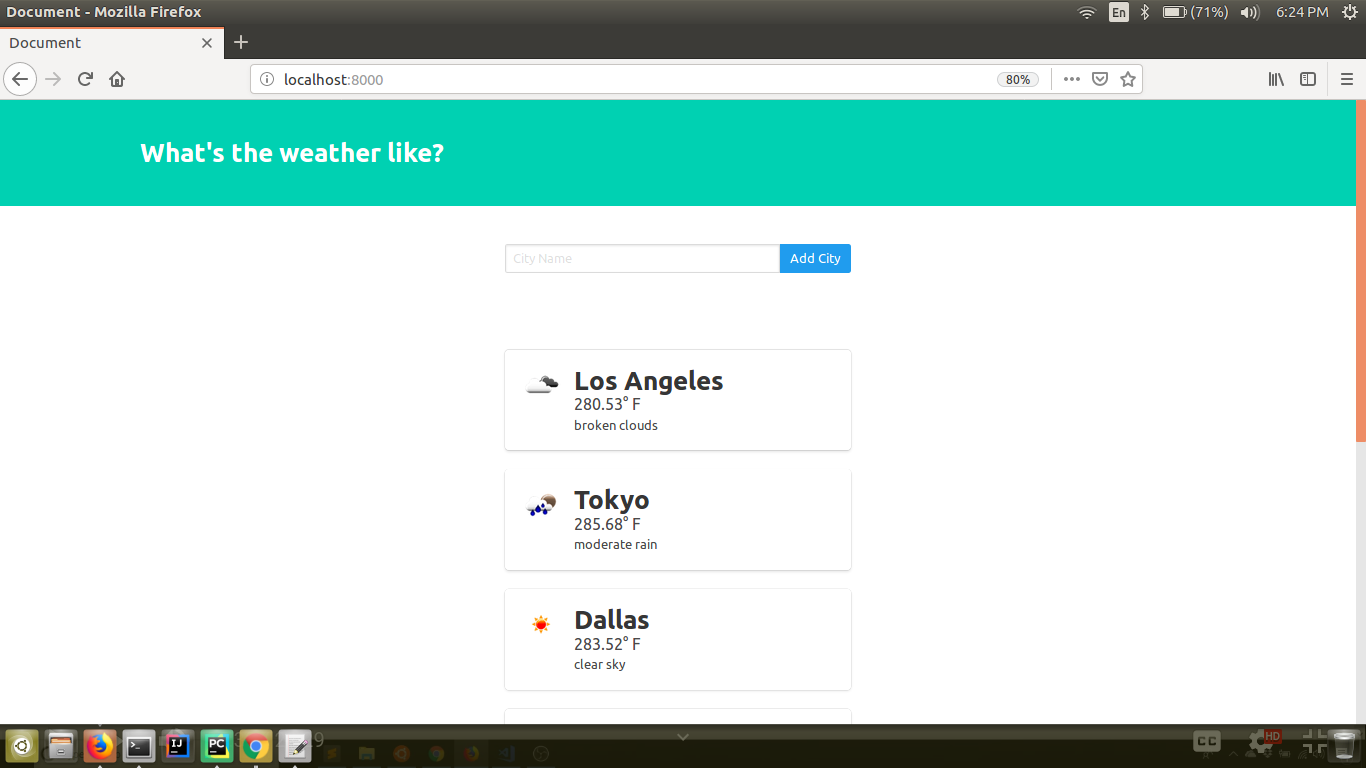 Document - Mozilla Firefox
En
(71%)
6:24 PM
Document
localhost:8000
80%
What's the weather like?
City Name
Add City
Los Angeles
280.53° F
broken clouds
Tokyo
285.68° F
moderate rain
Dallas
283.52° F
clear sky
IJ
PC
9
CC
HD